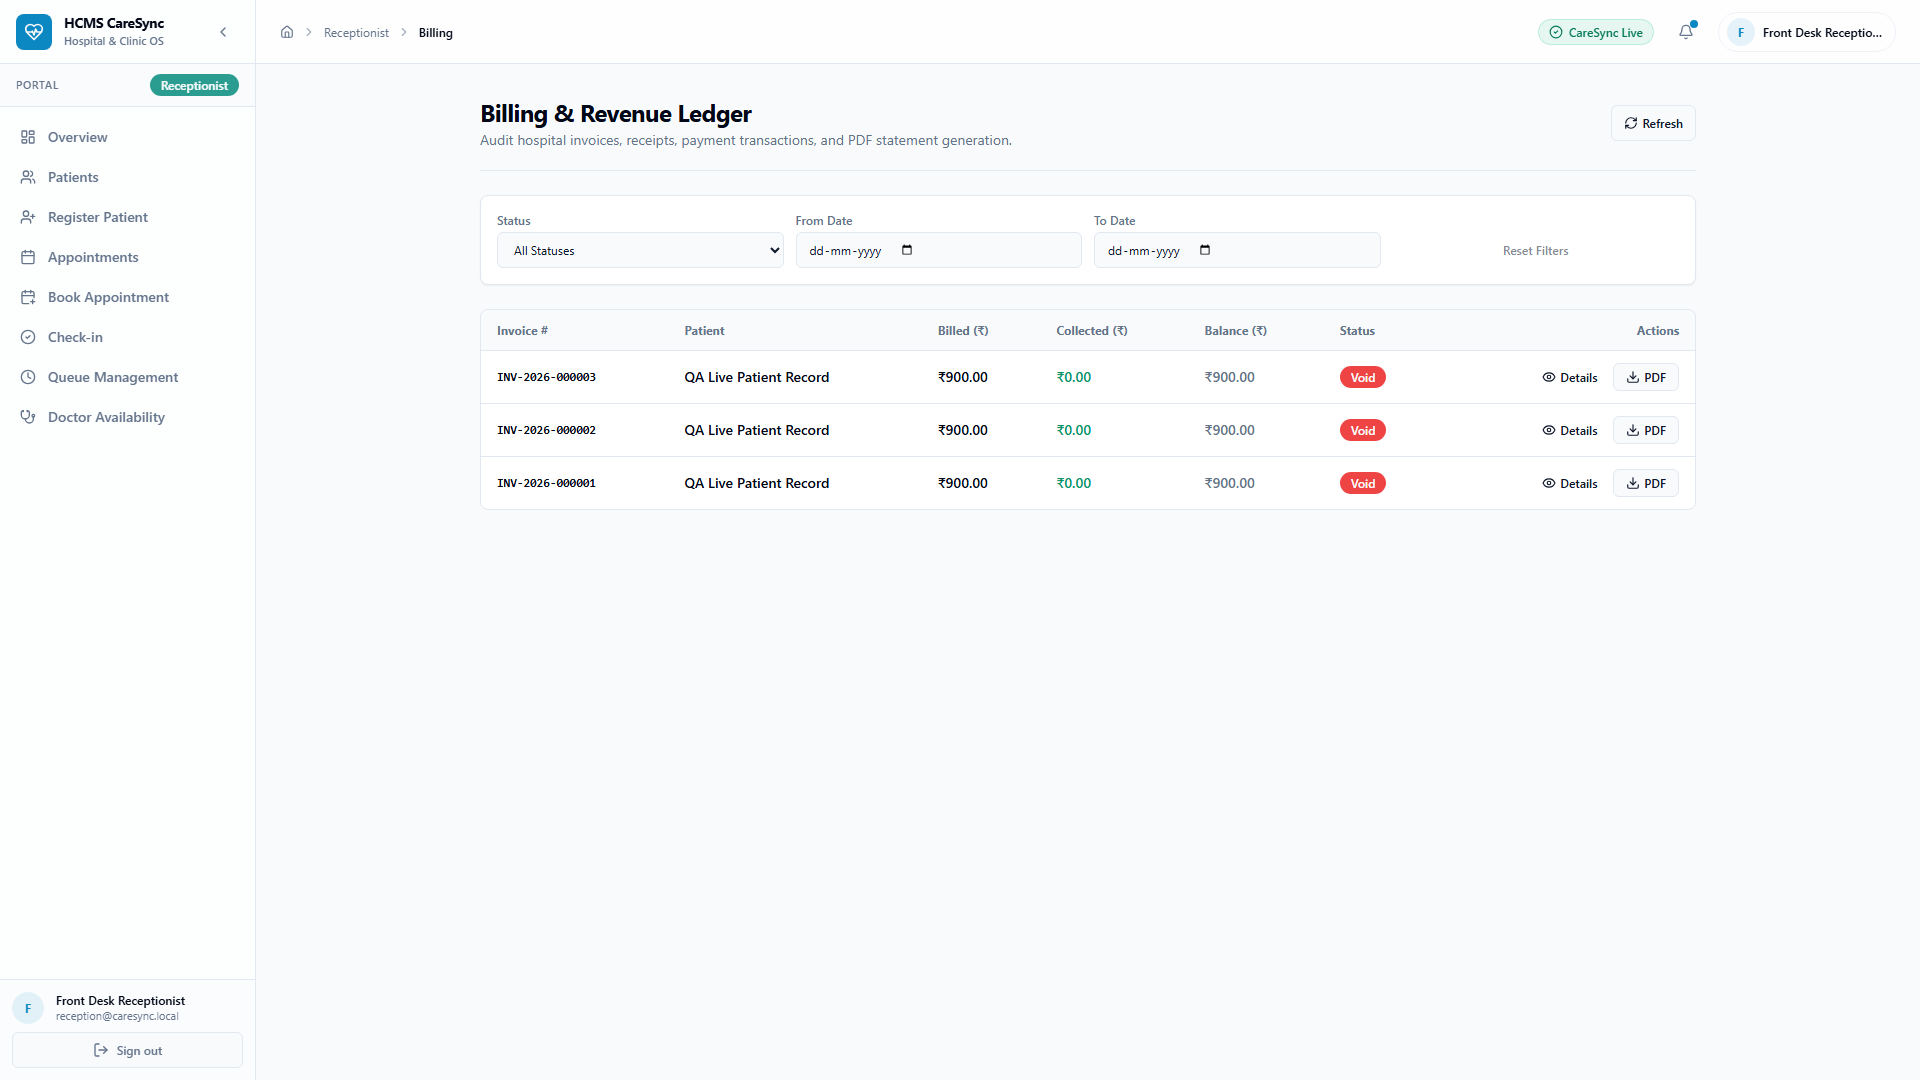 HCMS CareSync
Hospital & Clinic OS
PORTAL
Receptionist
Overview
Patients
Register Patient
Appointments
Book Appointment
Check-in
Queue Management
Doctor Availability
Front Desk Receptionist
reception@caresync.local
Sign out
Receptionist
Billing
CareSync Live
F
Front Desk Receptio...
Billing & Revenue Ledger
Audit hospital invoices, receipts, payment transactions, and PDF statement generation.
Refresh
Status
From Date
To Date
All Statuses
dd-mm-yyyy
dd-mm-yyyy
Reset Filters
Invoice # Patient Billed (₹) Collected (₹) Balance (₹) Status Actions
INV-2026-000003 QA Live Patient Record ₹900.00 ₹0.00 ₹900.00 Void Details PDF
INV-2026-000002 QA Live Patient Record ₹900.00 ₹0.00 ₹900.00 Void Details PDF
INV-2026-000001 QA Live Patient Record ₹900.00 ₹0.00 ₹900.00 Void Details PDF
F